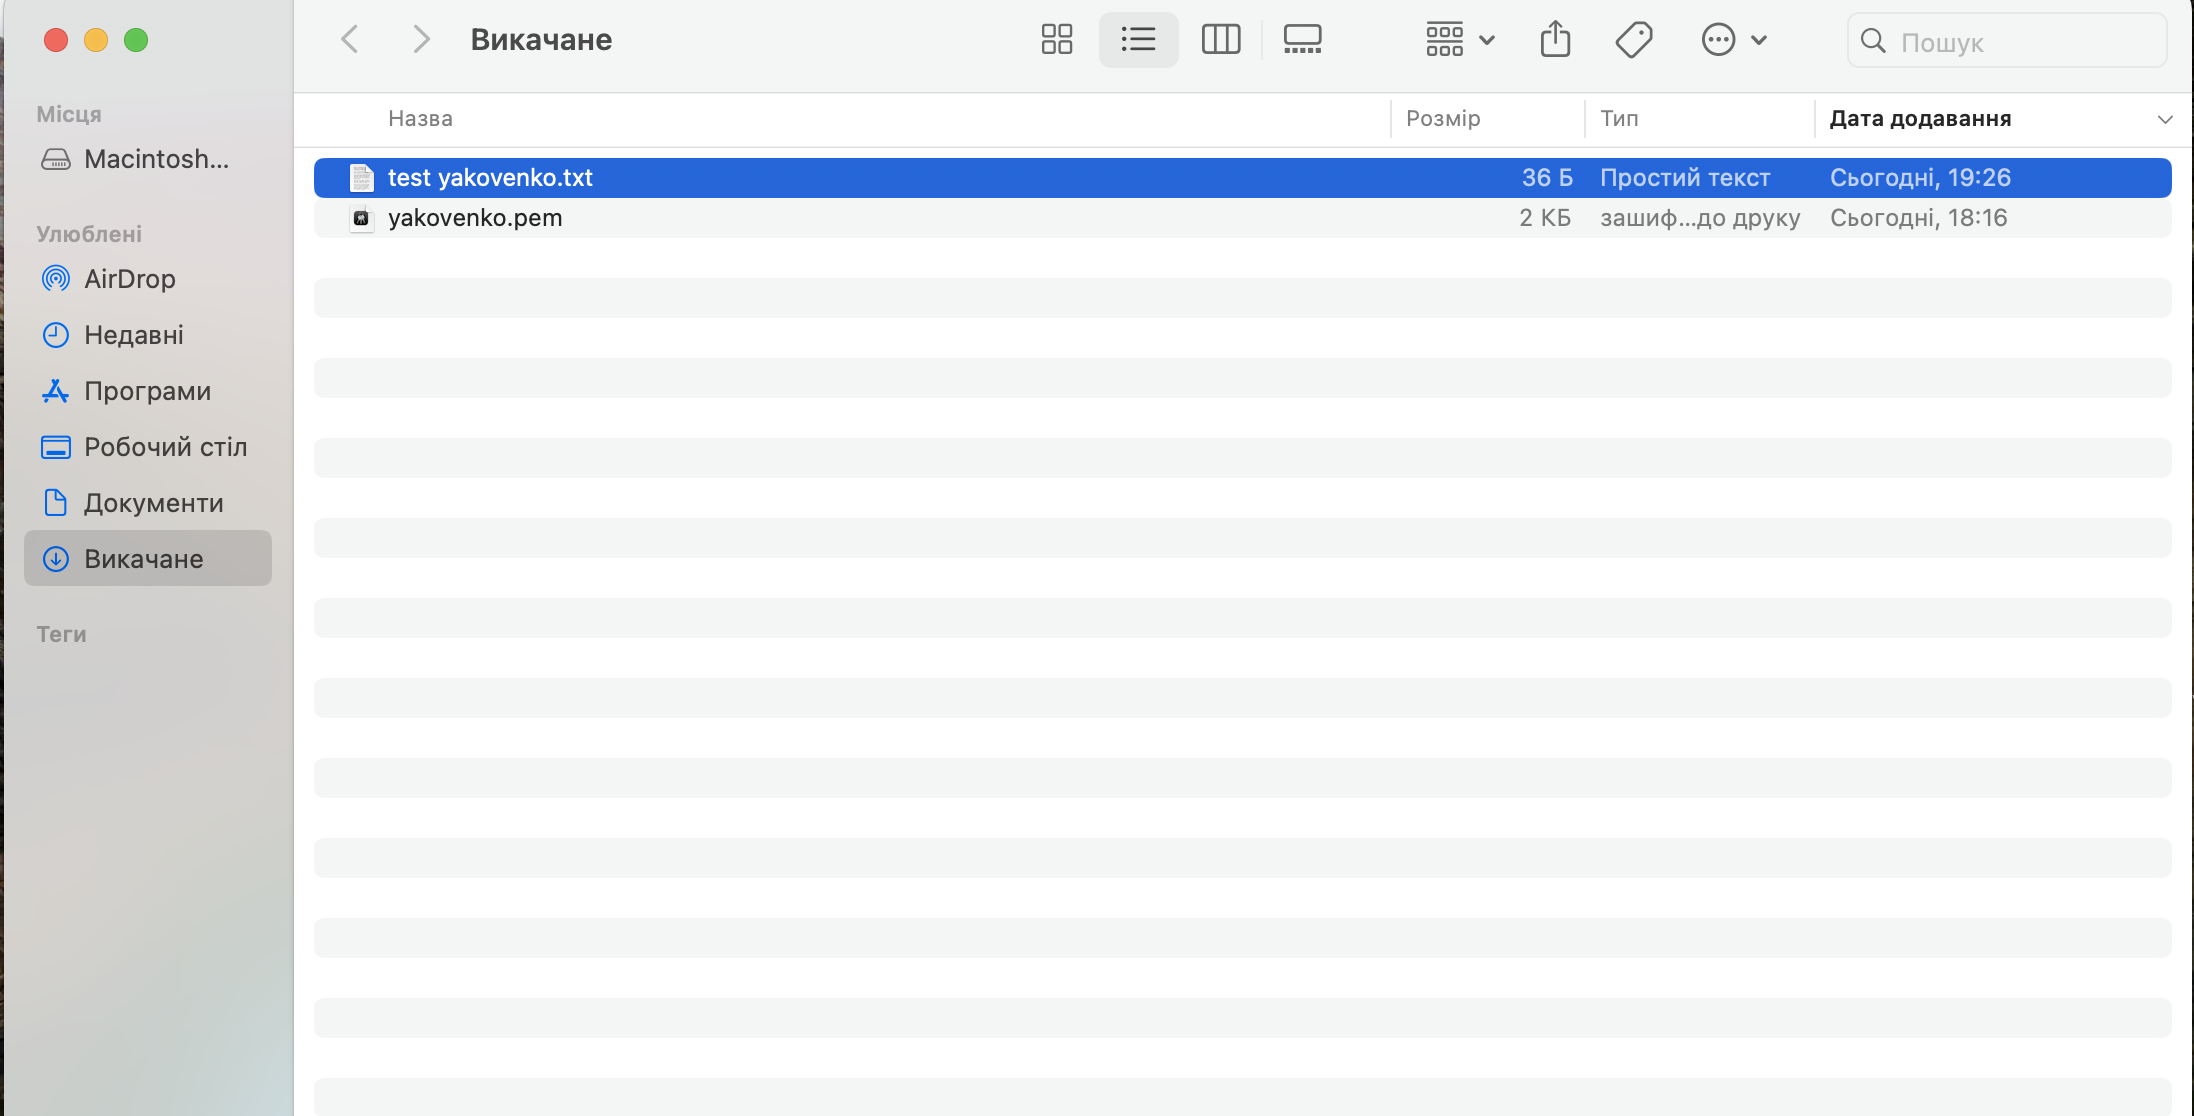 Викачане
Пошук
Місця
Macintosh...
Улюблені
AirDrop
Недавні
Програми
Робочий стіл
Документи
Викачане
Теги
Назва Розмір Тип Дата додавання
test yakovenko.txt 36 Б Простий текст Сьогодні, 19:26
yakovenko.pem 2 КБ зашиф...до друку Сьогодні, 18:16